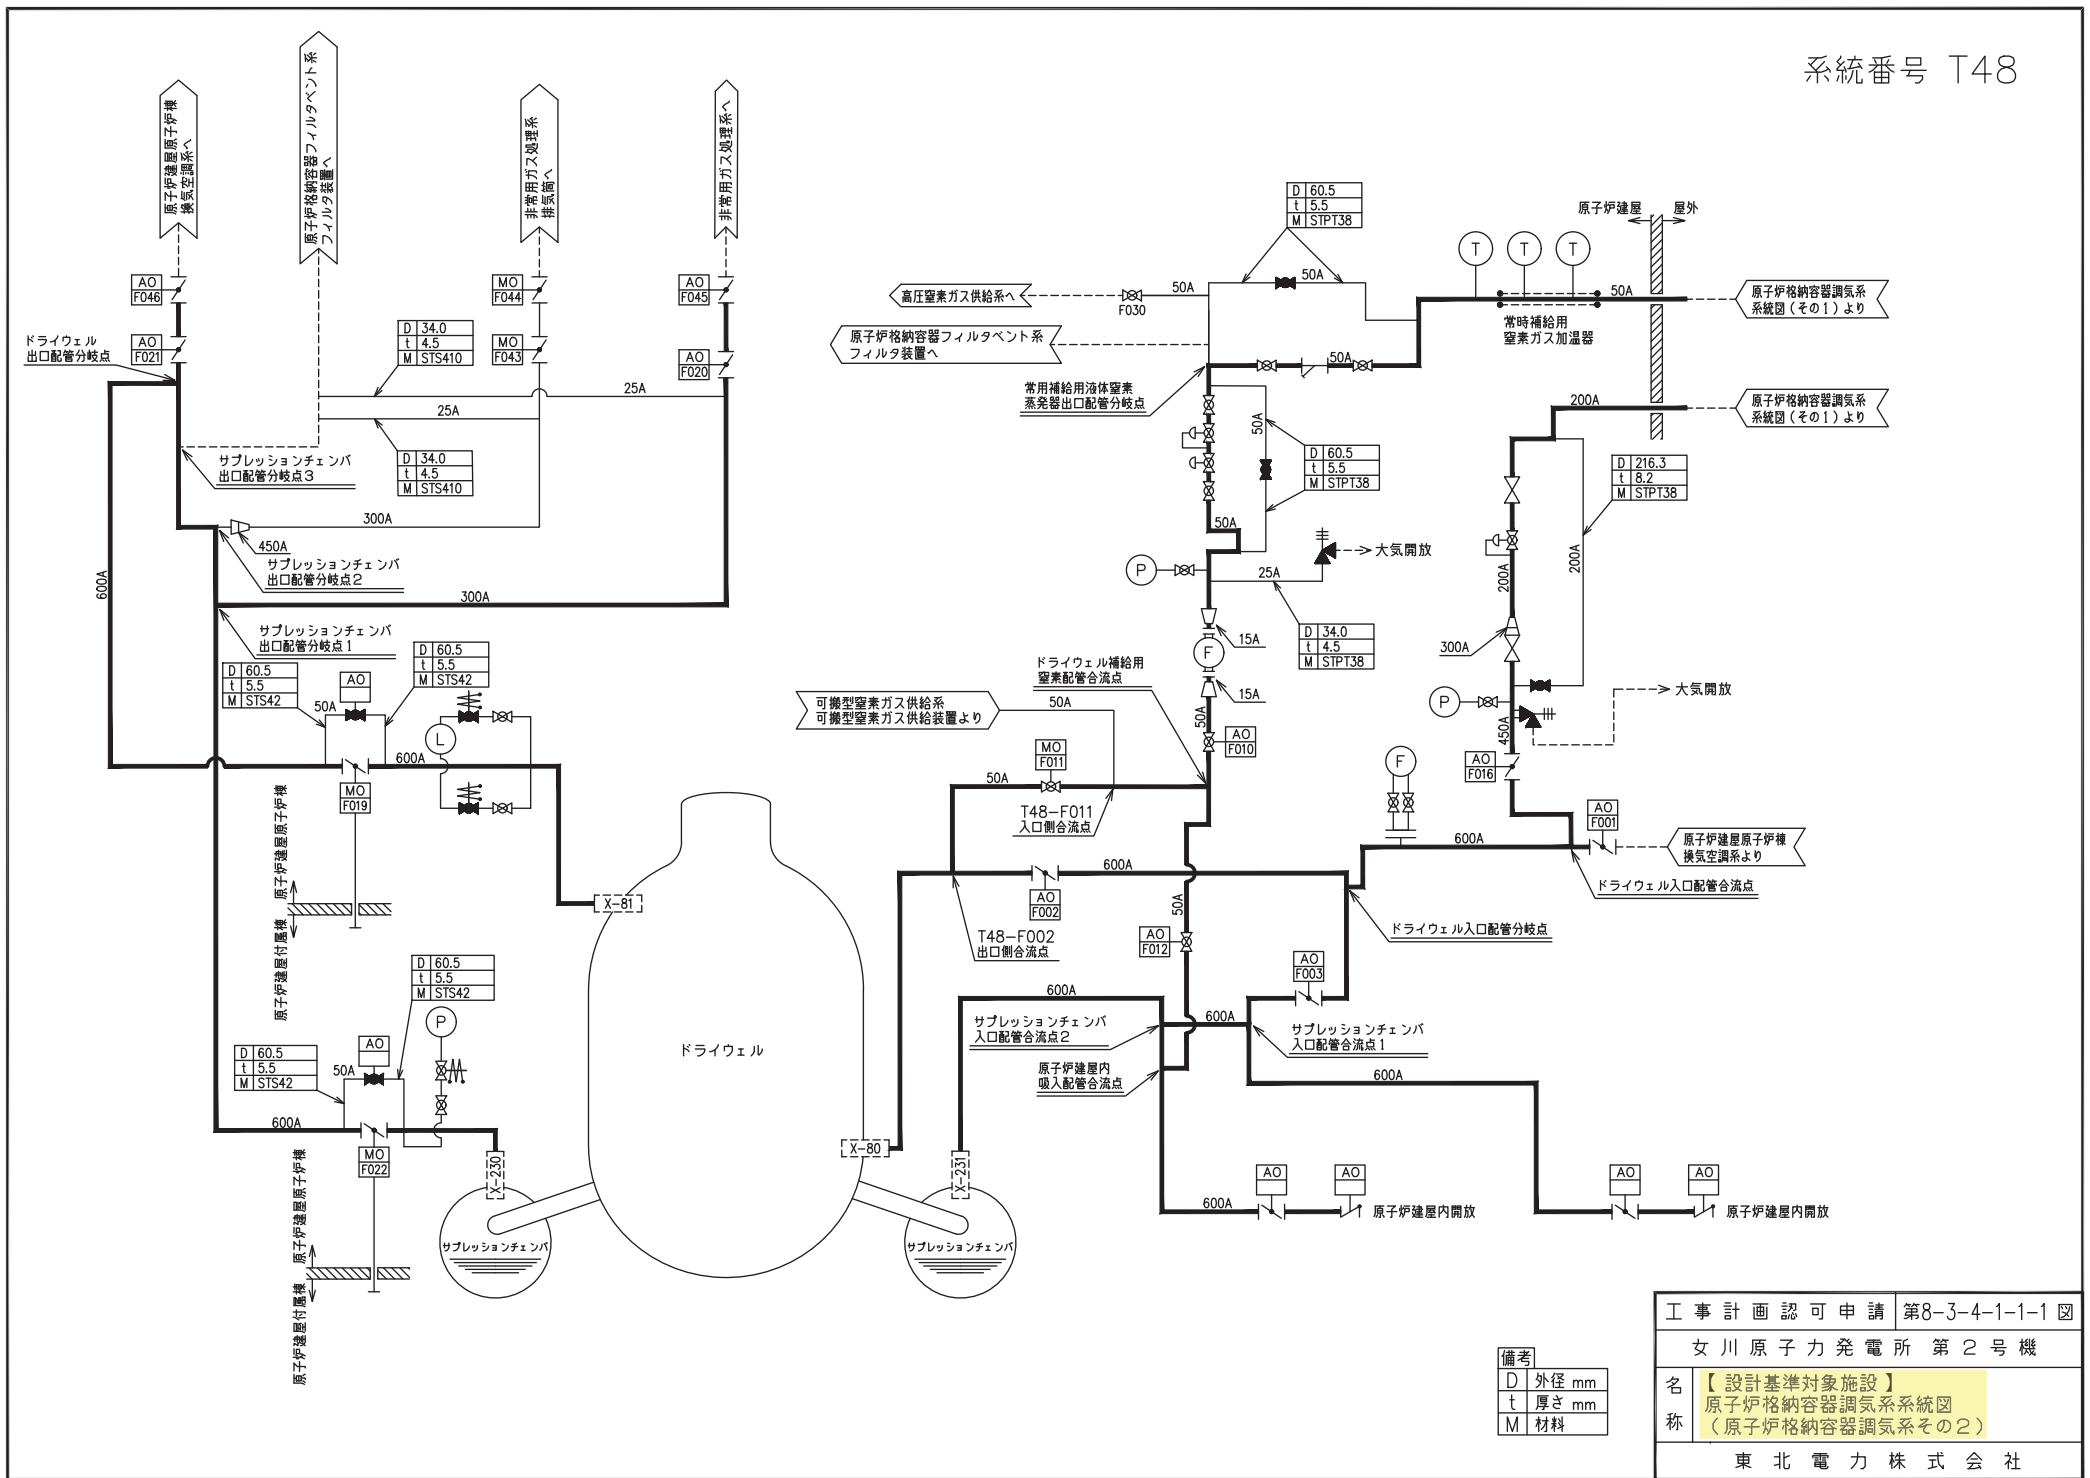 系統番号 T48
原子炉建屋原子炉棟
換気空調系へ
原子炉格納容器フィルタベント系
フィルタ装置へ
非常用ガス処理系
排気筒へ
非常用ガス処理系へ
AO
F046
MO
F044
AO
F045
ドライウェル
出口配管分岐点
AO
F021
D 34.0
t 4.5
M STS410
MO
F043
AO
F020
25A
25A
D 34.0
t 4.5
M STS410
サプレッションチェンバ
出口配管分岐点3
300A
450A
サプレッションチェンバ
出口配管分岐点2
600A
300A
サプレッションチェンバ
出口配管分岐点1
D 60.5
t 5.5
M STS42
AO
50A
D 60.5
t 5.5
M STS42
L
600A
MO
F019
原子炉建屋原子炉棟
原子炉建屋付属棟
X-81
D 60.5
t 5.5
M STS42
P
AO
D 60.5
t 5.5
M STS42
50A
600A
MO
F022
原子炉建屋原子炉棟
原子炉建屋付属棟
X-230
サプレッションチェンバ
ドライウェル
X-80
X-231
サプレッションチェンバ
D 60.5
t 5.5
M STPT38
50A
高圧窒素ガス供給系へ
50A
F030
原子炉格納容器フィルタベント系
フィルタ装置へ
50A
常用補給用液体窒素
蒸発器出口配管分岐点
T
T
T
原子炉建屋
屋外
50A
常時補給用
窒素ガス加温器
原子炉格納容器調気系
系統図(その1)より
200A
原子炉格納容器調気系
系統図(その1)より
50A
D 60.5
t 5.5
M STPT38
50A
P
大気開放
25A
15A
F
15A
D 34.0
t 4.5
M STPT38
D 216.3
t 8.2
M STPT38
200A
200A
300A
P
大気開放
450A
AO
F016
F
AO
F001
原子炉建屋原子炉棟
換気空調系より
600A
ドライウェル入口配管合流点
ドライウェル補給用
窒素配管合流点
可搬型窒素ガス供給系
可搬型窒素ガス供給装置より
50A
50A
AO
F010
MO
F011
50A
T48-F011
入口側合流点
600A
AO
F002
T48-F002
出口側合流点
50A
AO
F012
ドライウェル入口配管分岐点
AO
F003
600A
600A
サプレッションチェンバ
入口配管合流点2
サプレッションチェンバ
入口配管合流点1
原子炉建屋内
吸入配管合流点
600A
AO
AO
600A
原子炉建屋内開放
AO
AO
原子炉建屋内開放
備考
D 外径 mm
t 厚さ mm
M 材料
工事計画認可申請 第8-3-4-1-1-1図
女川原子力発電所 第2号機
名称
【 設計基準対象施設 】
原子炉格納容器調気系系統図
(原子炉格納容器調気系その2)
東北電力株式会社